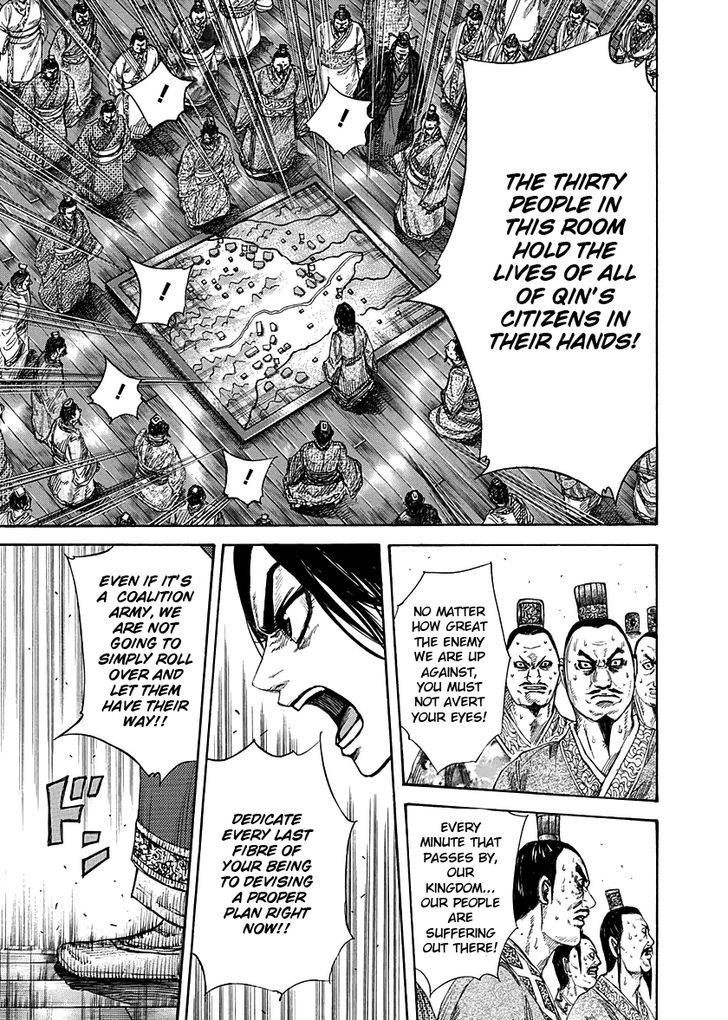 !
!
!
!
THE THIRTY
PEOPLE IN
THIS ROOM
HOLD THE
LIVES OF ALL
OF QIN'S
CITIZENS IN
THEIR HANDS!
NO MATTER
HOW GREAT
THE ENEMY
WE ARE UP
AGAINST,
YOU MUST
NOT AVERT
YOUR EYES!
EVERY
MINUTE THAT
PASSES BY,
OUR
KINGDOM...
OUR PEOPLE
ARE
SUFFERING
OUT THERE!
DEDICATE
EVERY LAST
FIBRE OF
YOUR BEING
TO DEVISING
A PROPER
PLAN RIGHT
NOW!!
EVEN IF IT'S
A COALITION
ARMY, WE
ARE NOT
GOING TO
SIMPLY ROLL
OVER AND
LET THEM
HAVE THEIR
WAY!!
ドン